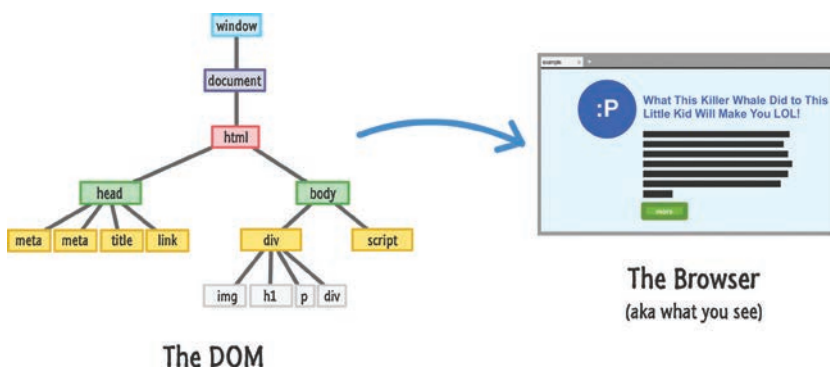 window
document
html
head
body
meta
meta
title
link
div
script
img
h1
p
div
The DOM
example
x
+
:P
What This Killer Whale Did to This
Little Kid Will Make You LOL!
more
The Browser
(aka what you see)